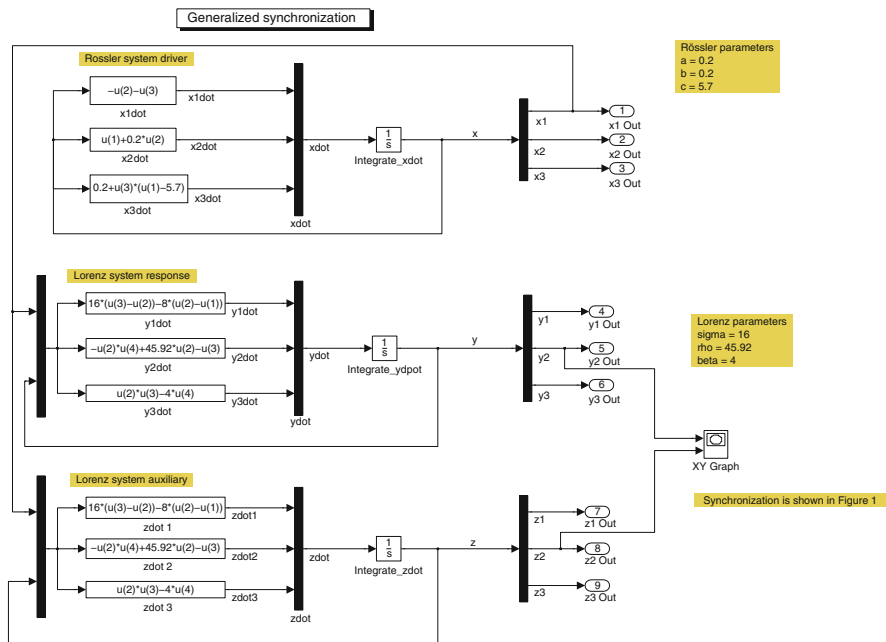 Generalized synchronization
Rossler system driver
Rössler parameters
a = 0.2
b = 0.2
c = 5.7
−u(2)−u(3)
x1dot
x1dot
u(1)+0.2*u(2)
x2dot
x2dot
0.2+u(3)*(u(1)−5.7)
x3dot
x3dot
xdot
xdot
1
s
Integrate_xdot
x
x1
x2
x3
1
x1 Out
2
x2 Out
3
x3 Out
Lorenz system response
16*(u(3)−u(2))−8*(u(2)−u(1))
y1dot
y1dot
−u(2)*u(4)+45.92*u(2)−u(3)
y2dot
y2dot
u(2)*u(3)−4*u(4)
y3dot
y3dot
ydot
ydot
1
s
Integrate_ydpot
y
y1
y2
y3
4
y1 Out
5
y2 Out
6
y3 Out
Lorenz parameters
sigma = 16
rho = 45.92
beta = 4
XY Graph
Lorenz system auxiliary
16*(u(3)−u(2))−8*(u(2)−u(1))
zdot 1
zdot1
−u(2)*u(4)+45.92*u(2)−u(3)
zdot 2
zdot2
u(2)*u(3)−4*u(4)
zdot 3
zdot3
zdot
zdot
1
s
Integrate_zdot
z
z1
z2
z3
7
z1 Out
8
z2 Out
9
z3 Out
Synchronization is shown in Figure 1